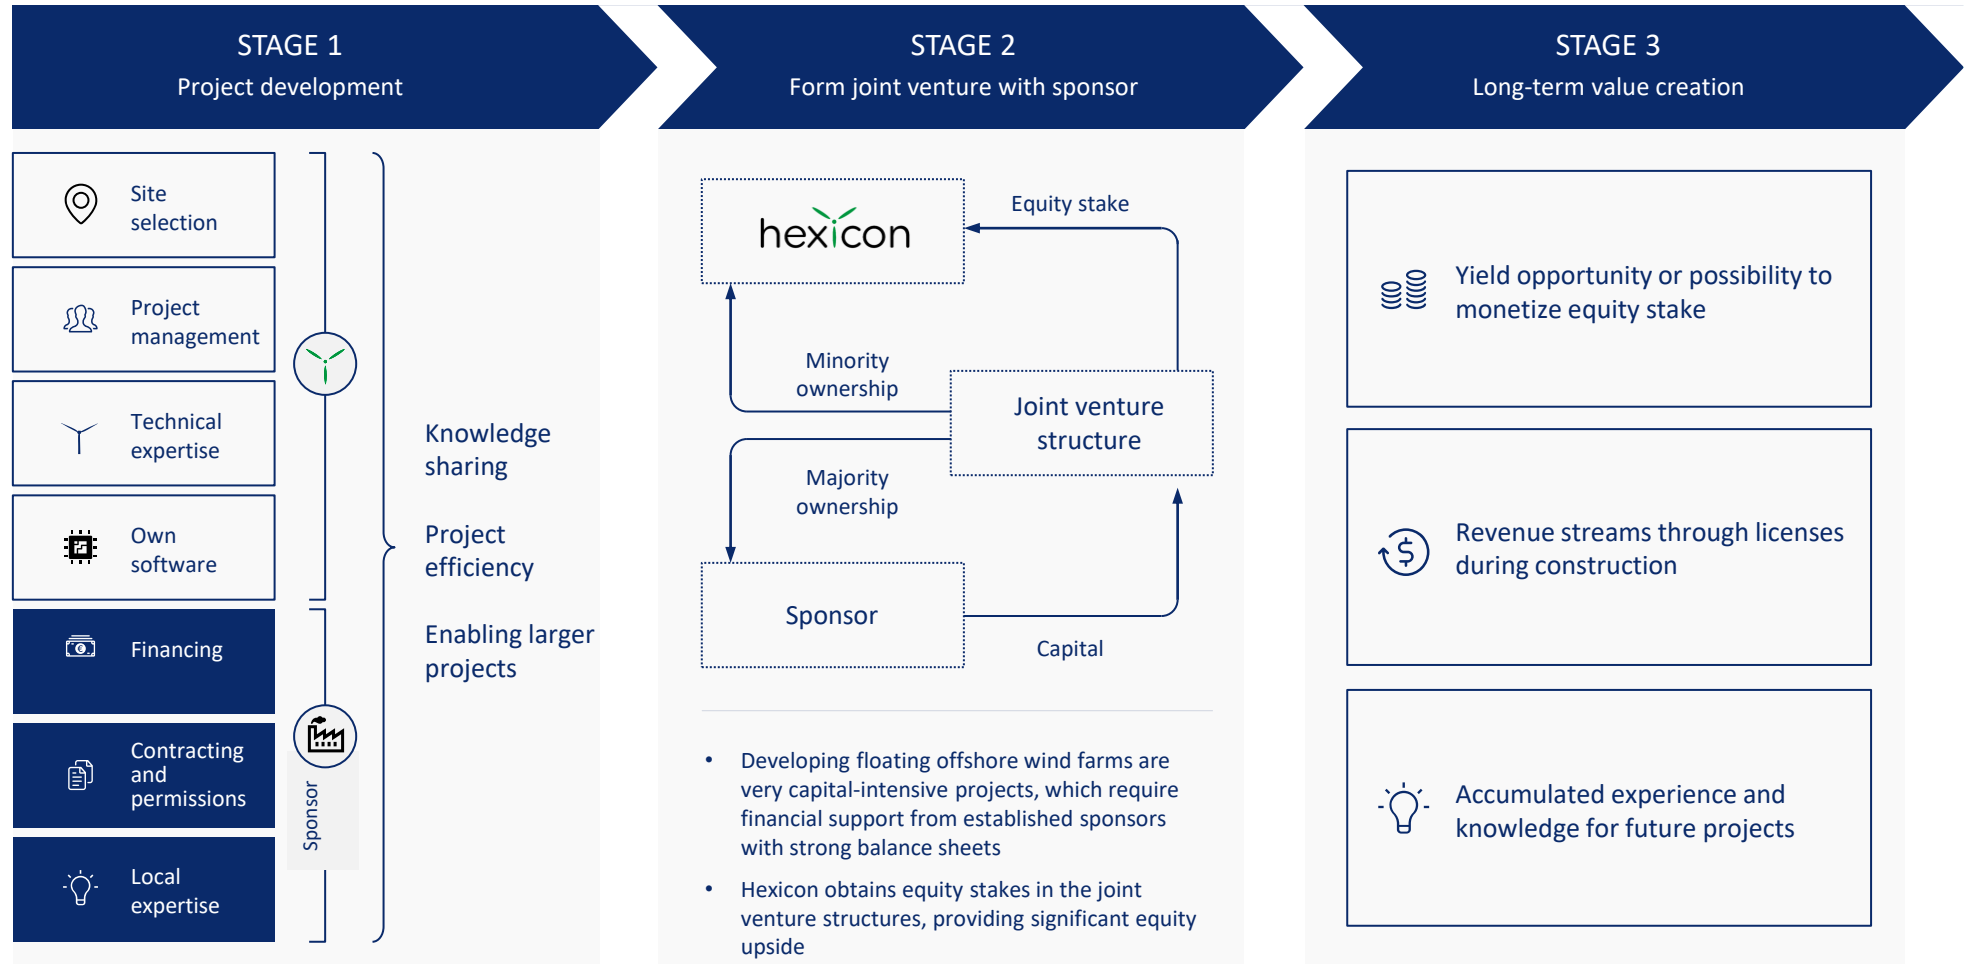 STAGE 1
Project development
STAGE 2
Form joint venture with sponsor
STAGE 3
Long-term value creation
Site
selection
Project
management
Technical
expertise
Own
software
Financing
Contracting
and
permissions
Local
expertise
Sponsor
Knowledge
sharing
Project
efficiency
Enabling larger
projects
hexicon
Equity stake
Minority
ownership
Joint venture
structure
Majority
ownership
Sponsor
Capital
• Developing floating offshore wind farms are
very capital-intensive projects, which require
financial support from established sponsors
with strong balance sheets
• Hexicon obtains equity stakes in the joint
venture structures, providing significant equity
upside
Yield opportunity or possibility to
monetize equity stake
Revenue streams through licenses
during construction
Accumulated experience and
knowledge for future projects